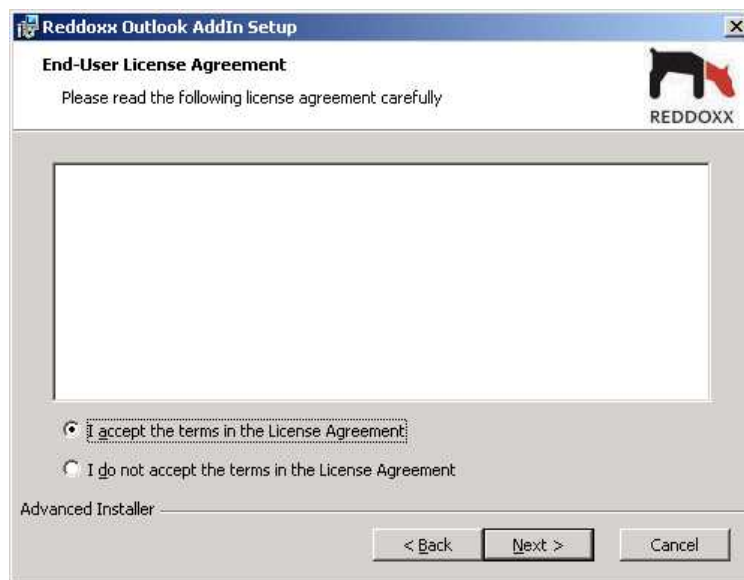 Reddoxx Outlook AddIn Setup
End-User License Agreement
Please read the following license agreement carefully
REDDOXX
I accept the terms in the License Agreement
I do not accept the terms in the License Agreement
Advanced Installer
< Back Next > Cancel